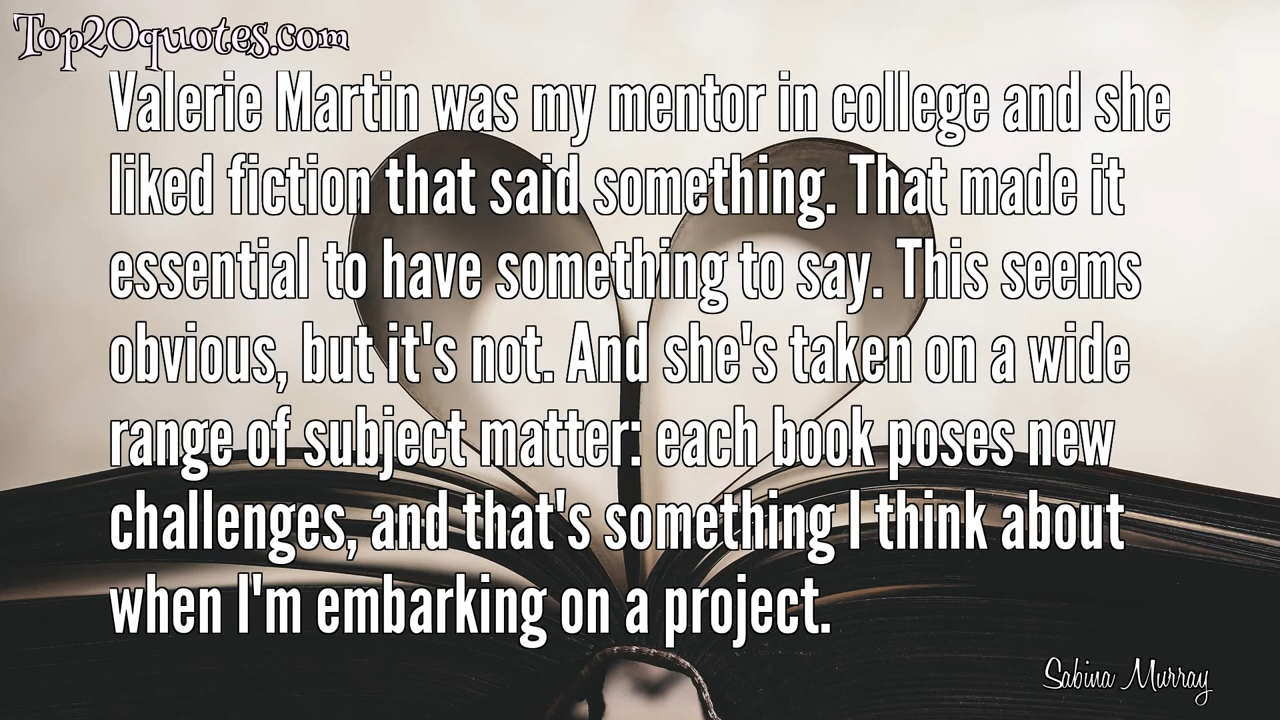 Top20quotes.com
Valerie Martin was my mentor in college and she
liked fiction that said something. That made it
essential to have something to say. This seems
obvious, but it's not. And she's taken on a wide
range of subject matter: each book poses new
challenges, and that's something I think about
when I'm embarking on a project.
Sabina Murray